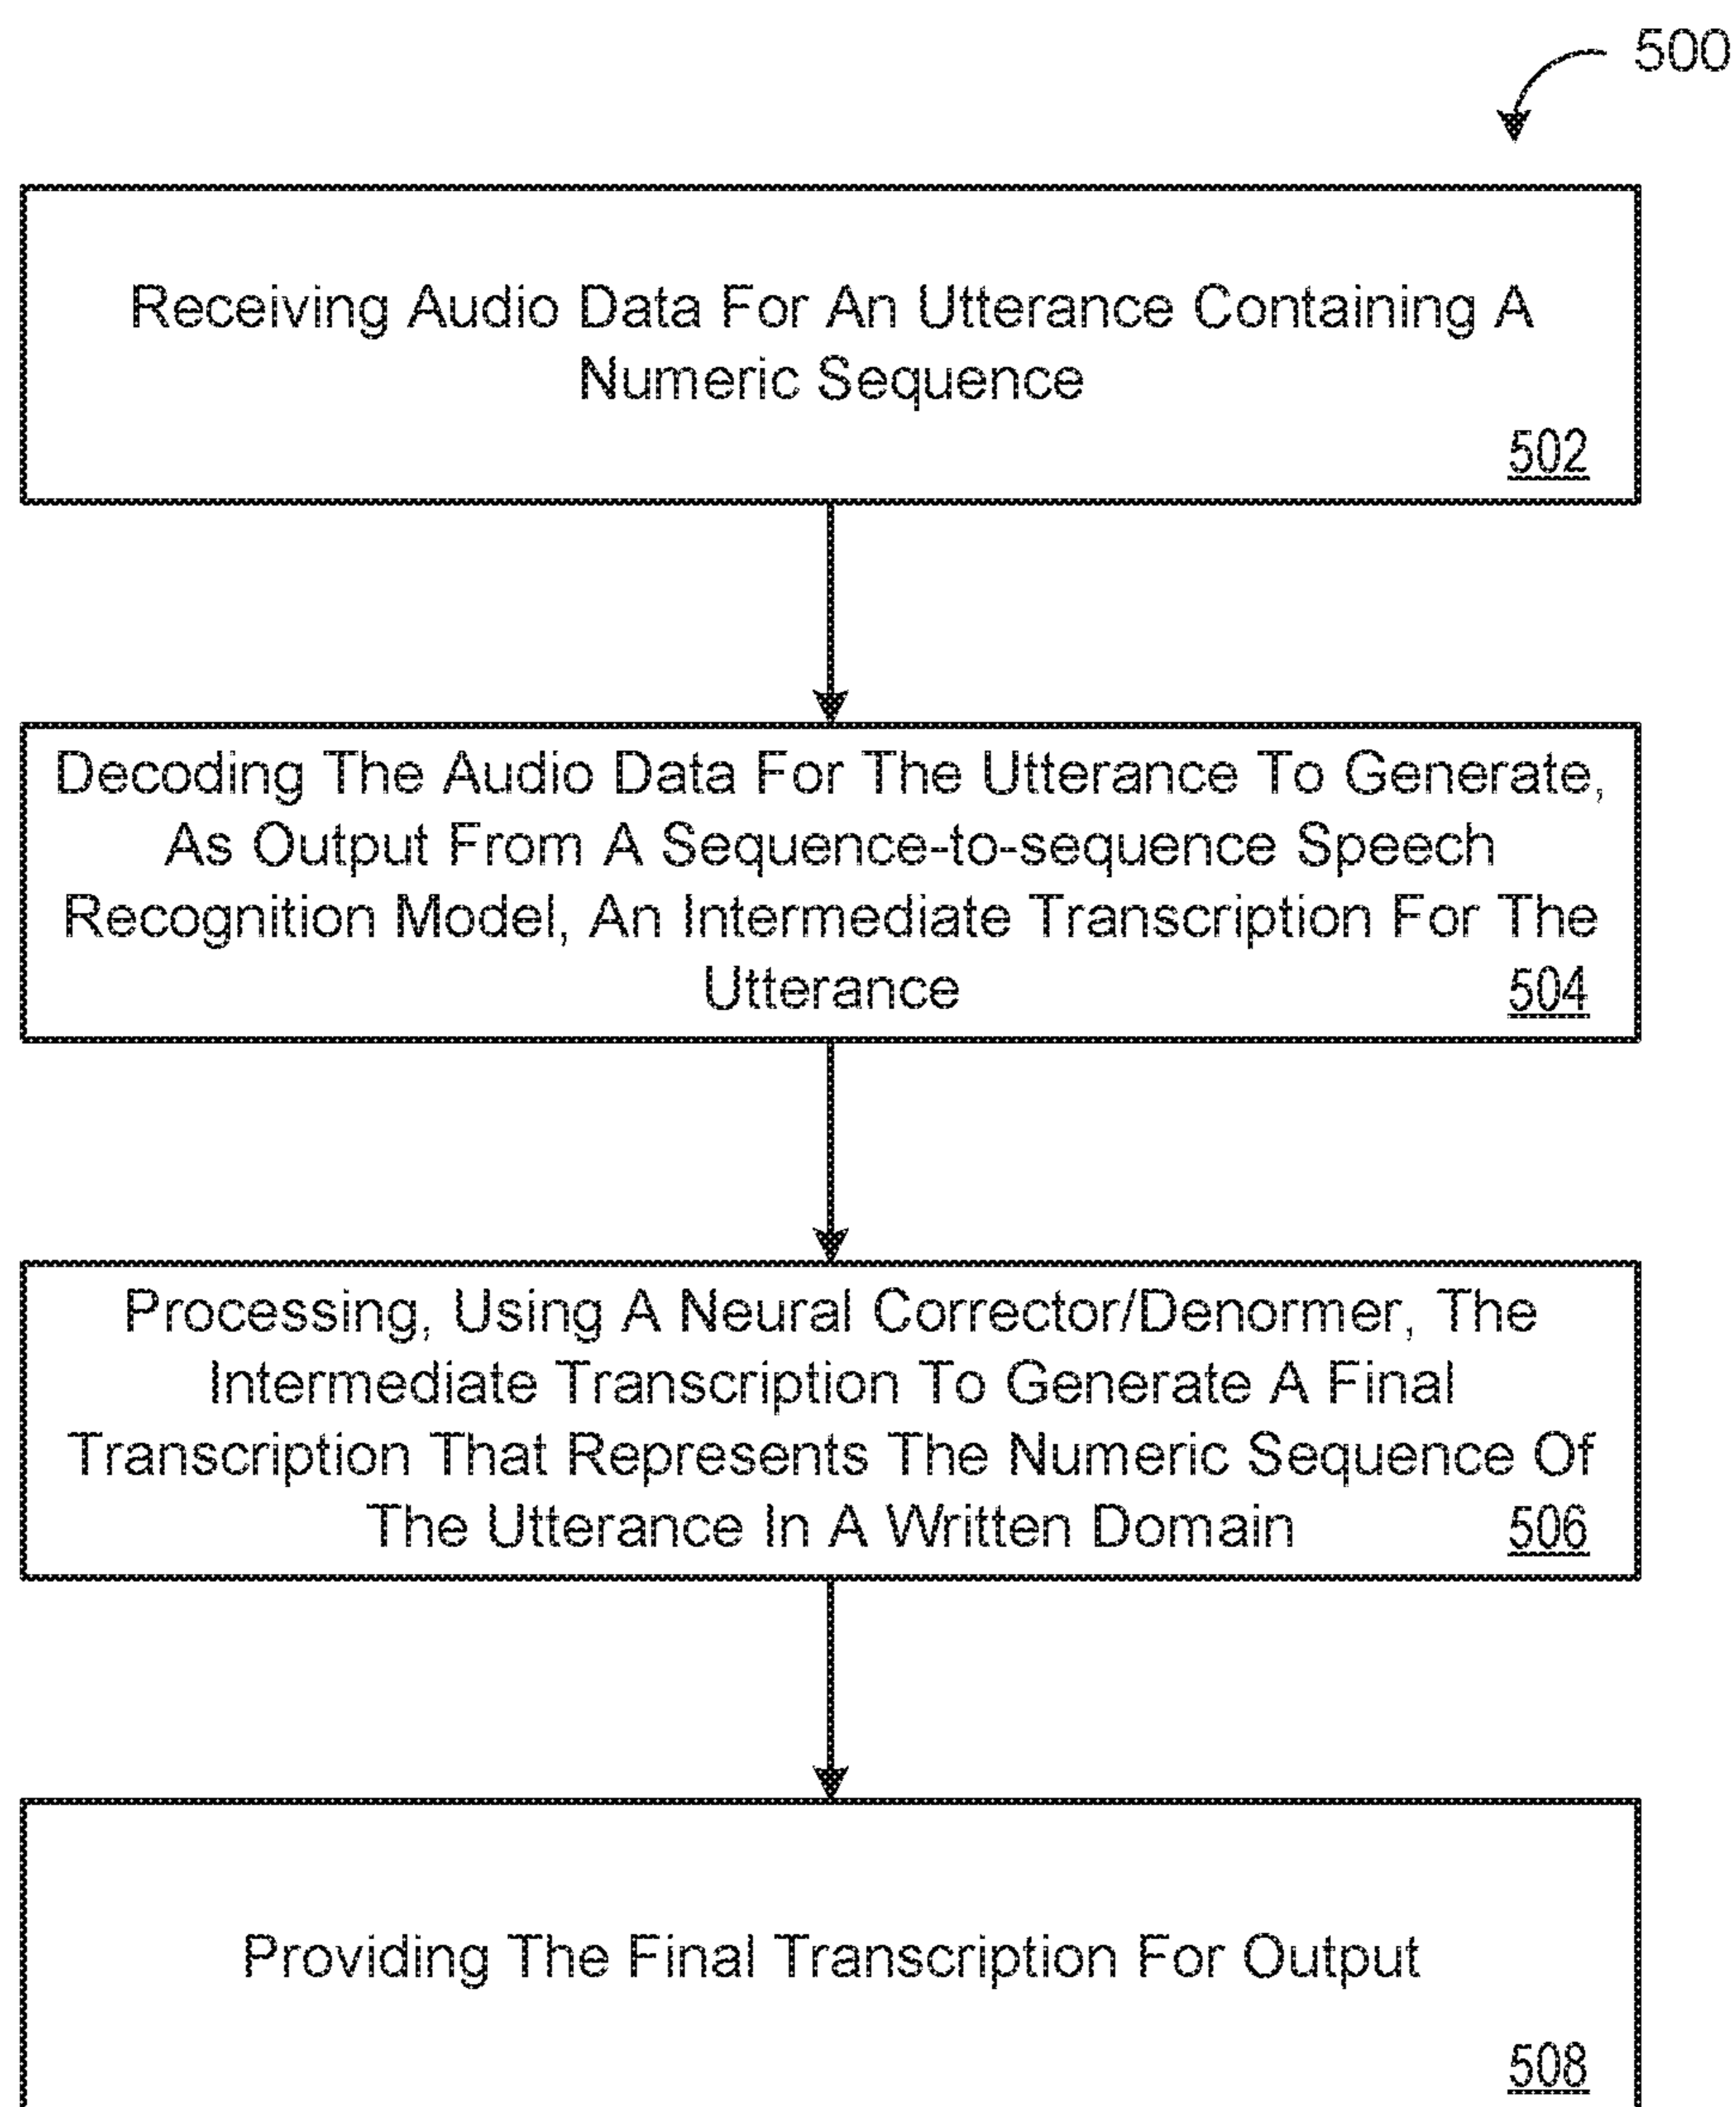 500
Receiving Audio Data For An Utterance Containing A
Numeric Sequence
502
Decoding The Audio Data For The Utterance To Generate,
As Output From A Sequence-to-sequence Speech
Recognition Model, An Intermediate Transcription For The
Utterance 504
Processing, Using A Neural Corrector/Denormer, The
Intermediate Transcription To Generate A Final
Transcription That Represents The Numeric Sequence Of
The Utterance In A Written Domain 506
Providing The Final Transcription For Output
508